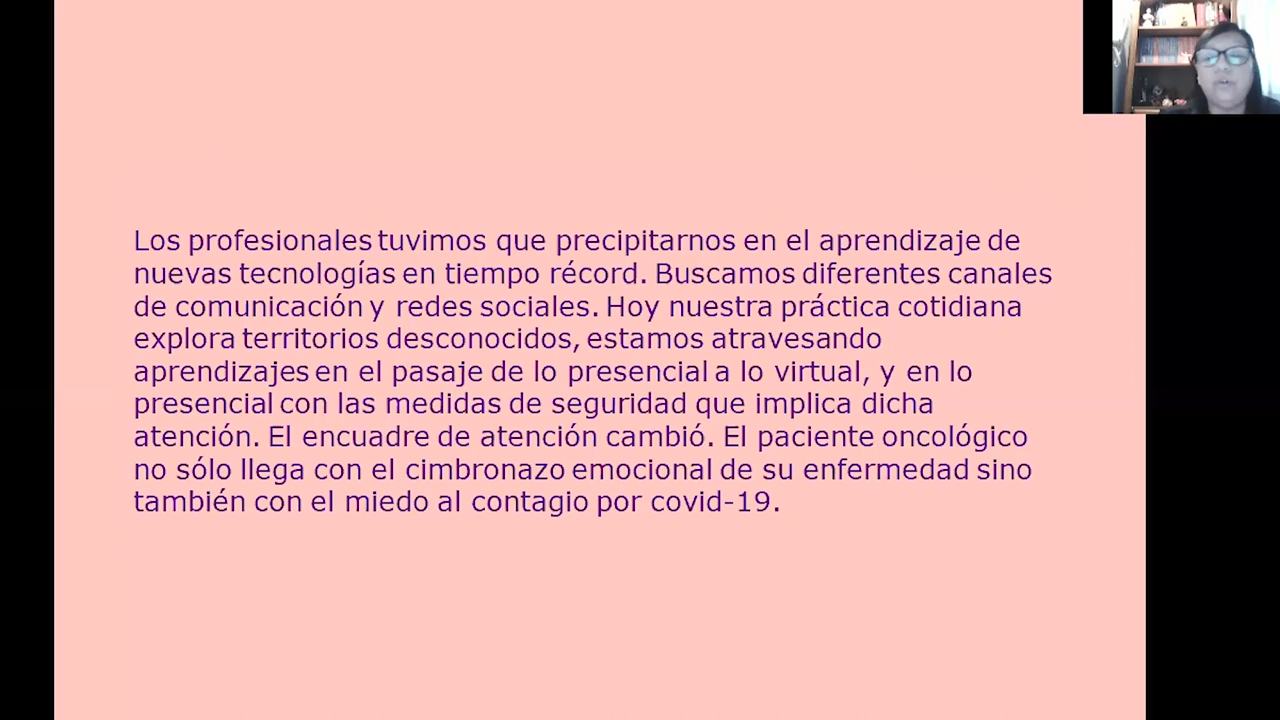 Los profesionales tuvimos que precipitarnos en el aprendizaje de
nuevas tecnologías en tiempo récord. Buscamos diferentes canales
de comunicación y redes sociales. Hoy nuestra práctica cotidiana
explora territorios desconocidos, estamos atravesando
aprendizajes en el pasaje de lo presencial a lo virtual, y en lo
presencial con las medidas de seguridad que implica dicha
atención. El encuadre de atención cambió. El paciente oncológico
no sólo llega con el cimbronazo emocional de su enfermedad sino
también con el miedo al contagio por covid-19.